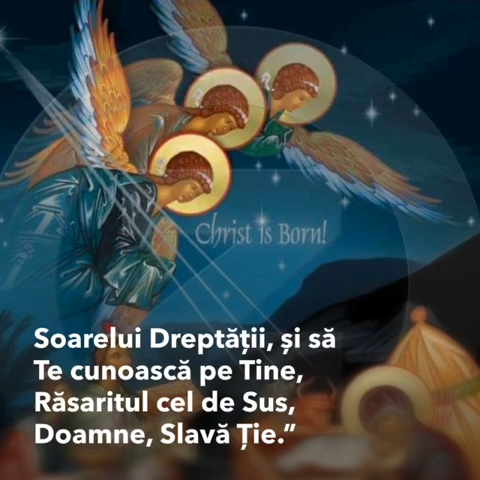 Christ is Born!
Soarelui Dreptății, și să
Te cunoască pe Tine,
Răsaritul cel de Sus,
Doamne, Slavă Ție.”